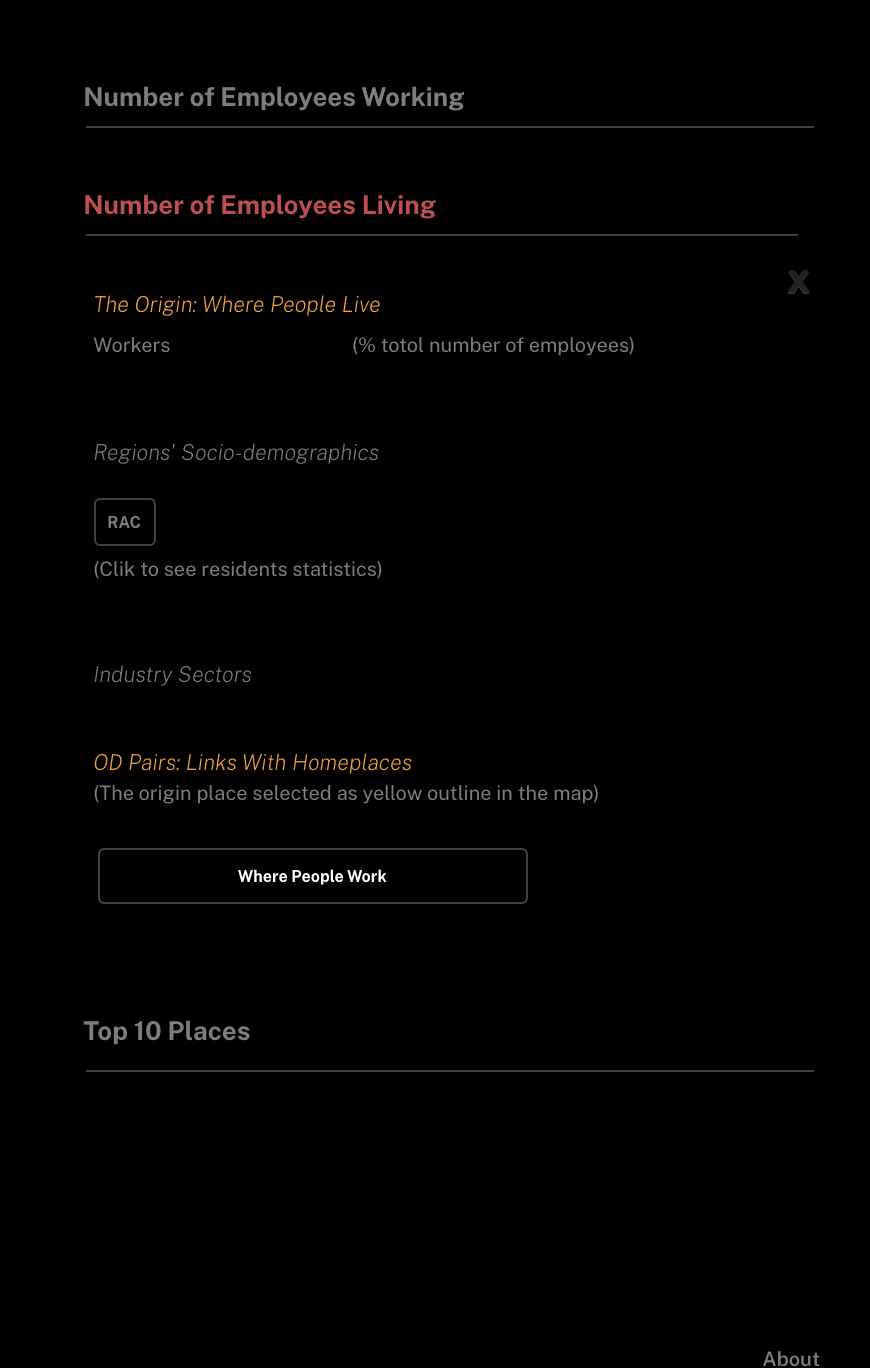 Number of Employees Working
Number of Employees Living
X
The Origin: Where People Live
Workers (% totol number of employees)
Regions' Socio-demographics
RAC
(Clik to see residents statistics)
Industry Sectors
OD Pairs: Links With Homeplaces
(The origin place selected as yellow outline in the map)
Where People Work
Top 10 Places
About